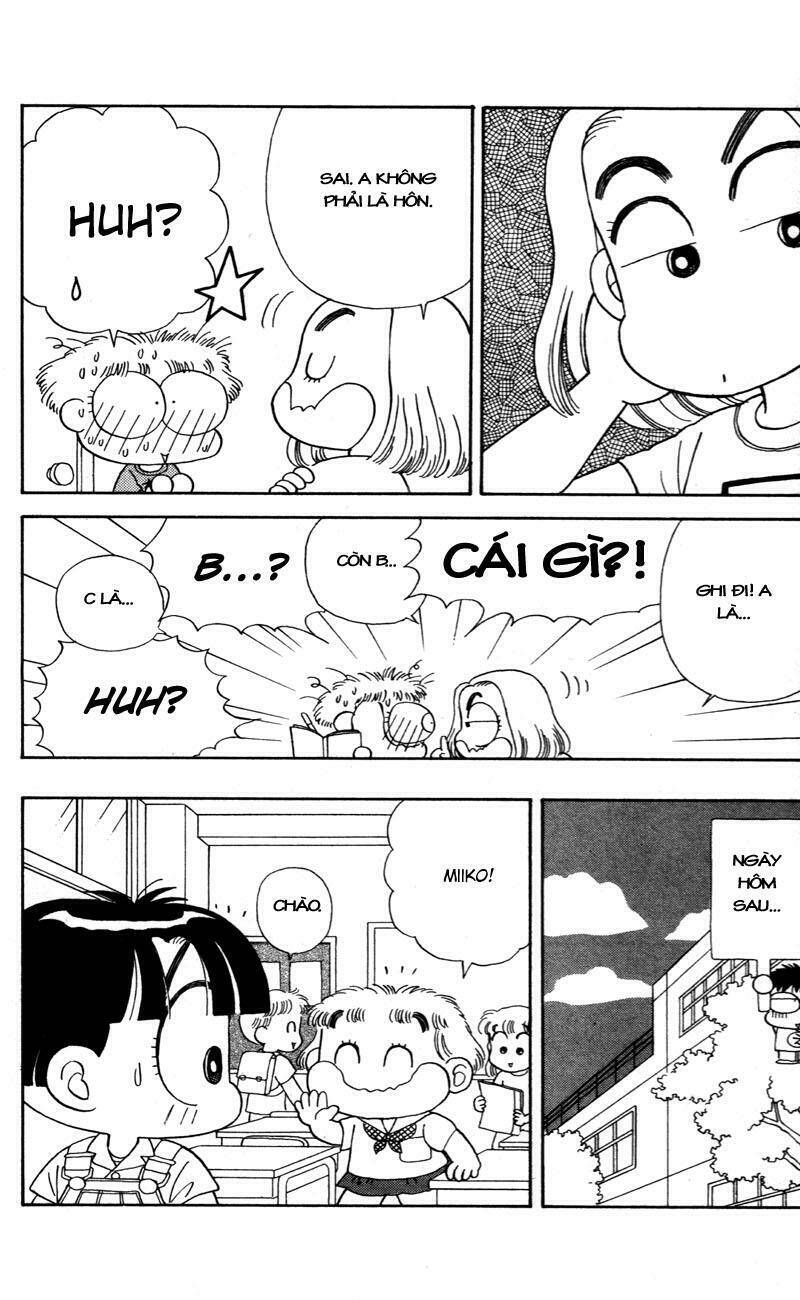 SAI. A KHÔNG
PHẢI LÀ HÔN.
HUH?
GHI ĐI! A
LÀ...
CÁI GÌ?!
CÒN B...
B...?
C LÀ...
HUH?
NGÀY
HÔM
SAU...
MIIKO!
CHÀO.